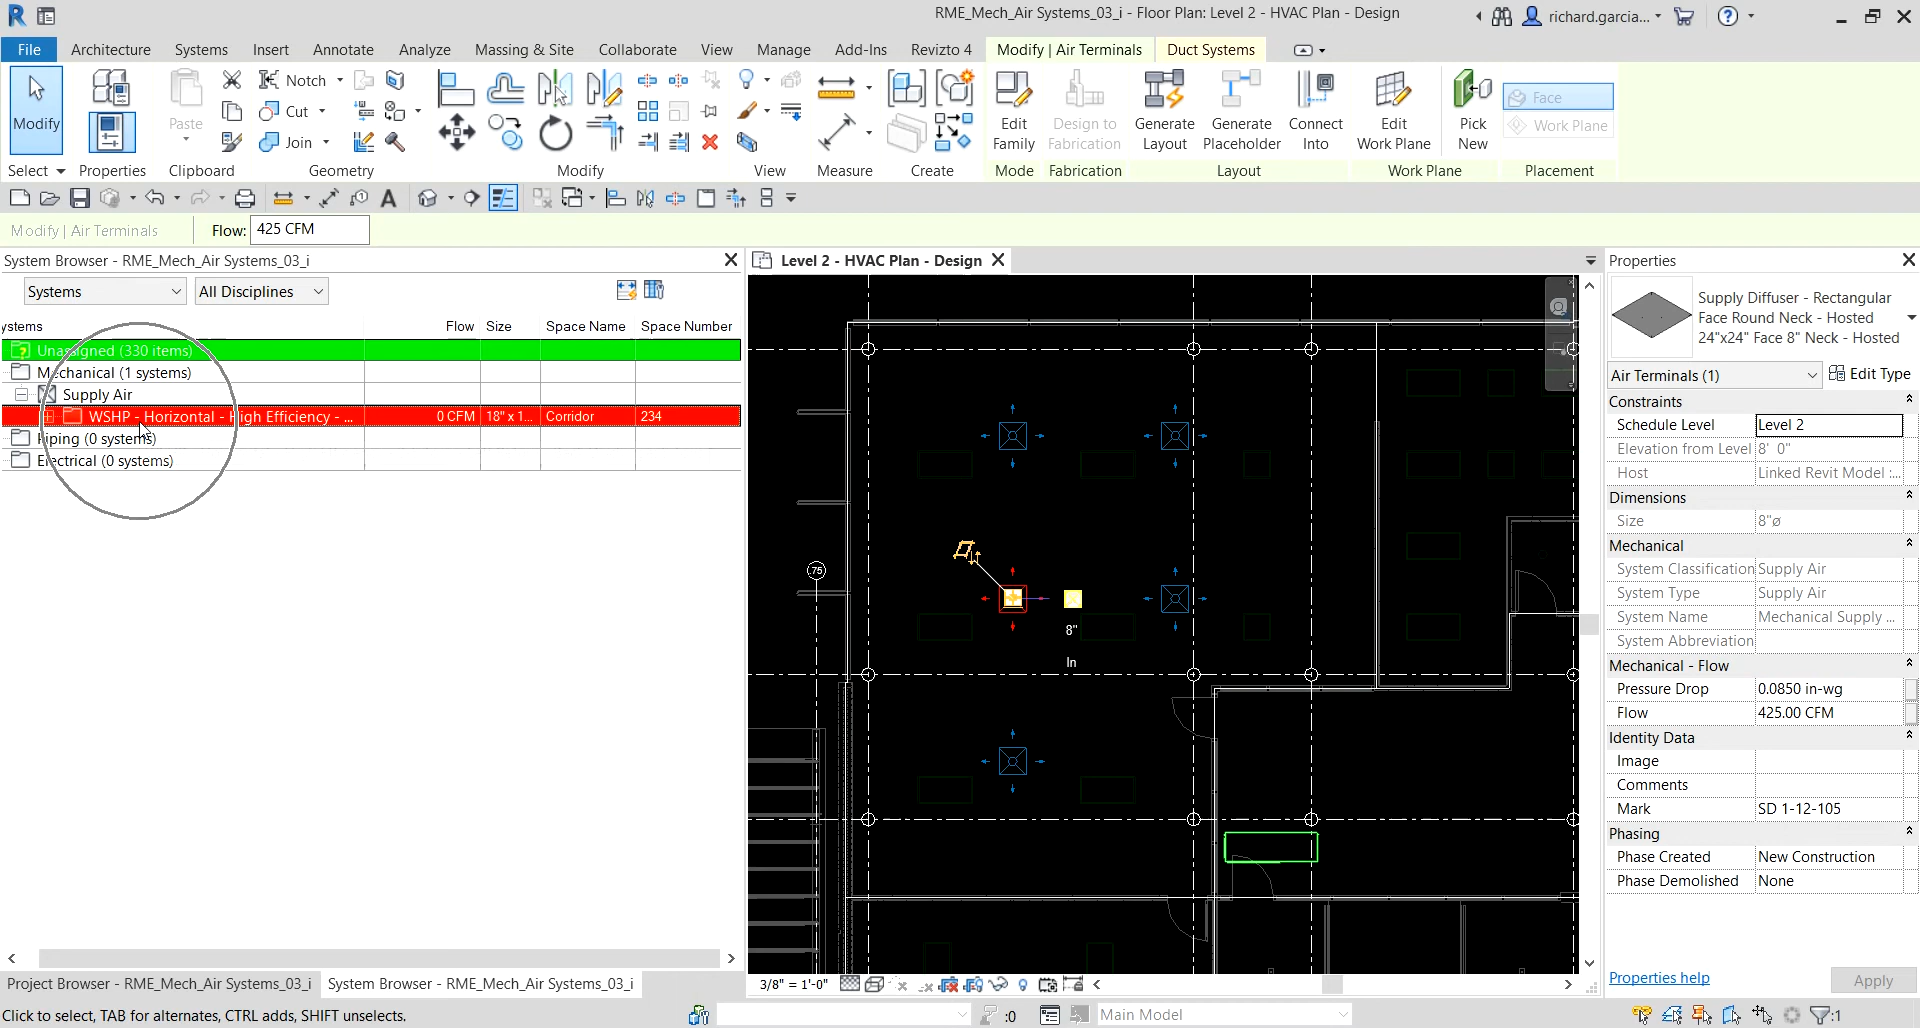 RME_Mech_Air Systems_03_i - Floor Plan: Level 2 - HVAC Plan - Design
richard.garcia...
File Architecture Systems Insert Annotate Analyze Massing & Site Collaborate View Manage Add-Ins Revizto 4 Modify | Air Terminals Duct Systems
Modify
Paste
Notch
Cut
Join
Edit Family
Design to Fabrication
Generate Layout
Generate Placeholder
Connect Into
Edit Work Plane
Pick New
Face
Work Plane
Select Properties Clipboard Geometry Modify View Measure Create Mode Fabrication Layout Work Plane Placement
Modify | Air Terminals Flow: 425 CFM
System Browser - RME_Mech_Air Systems_03_i
Systems All Disciplines
ystems Flow Size Space Name Space Number
Unassigned (330 items)
Mechanical (1 systems)
Supply Air
WSHP - Horizontal - High Efficiency - ... 0 CFM 18" x 1... Corridor 234
Piping (0 systems)
Electrical (0 systems)
Project Browser - RME_Mech_Air Systems_03_i System Browser - RME_Mech_Air Systems_03_i
Level 2 - HVAC Plan - Design
.75
8"
In
3/8" = 1'-0"
Properties
Supply Diffuser - Rectangular
Face Round Neck - Hosted
24"x24" Face 8" Neck - Hosted
Air Terminals (1) Edit Type
Constraints
Schedule Level Level 2
Elevation from Level 8' 0"
Host Linked Revit Model :...
Dimensions
Size 8"ø
Mechanical
System Classification Supply Air
System Type Supply Air
System Name Mechanical Supply ...
System Abbreviation
Mechanical - Flow
Pressure Drop 0.0850 in-wg
Flow 425.00 CFM
Identity Data
Image
Comments
Mark SD 1-12-105
Phasing
Phase Created New Construction
Phase Demolished None
Properties help Apply
Click to select, TAB for alternates, CTRL adds, SHIFT unselects.
:0 Main Model :1